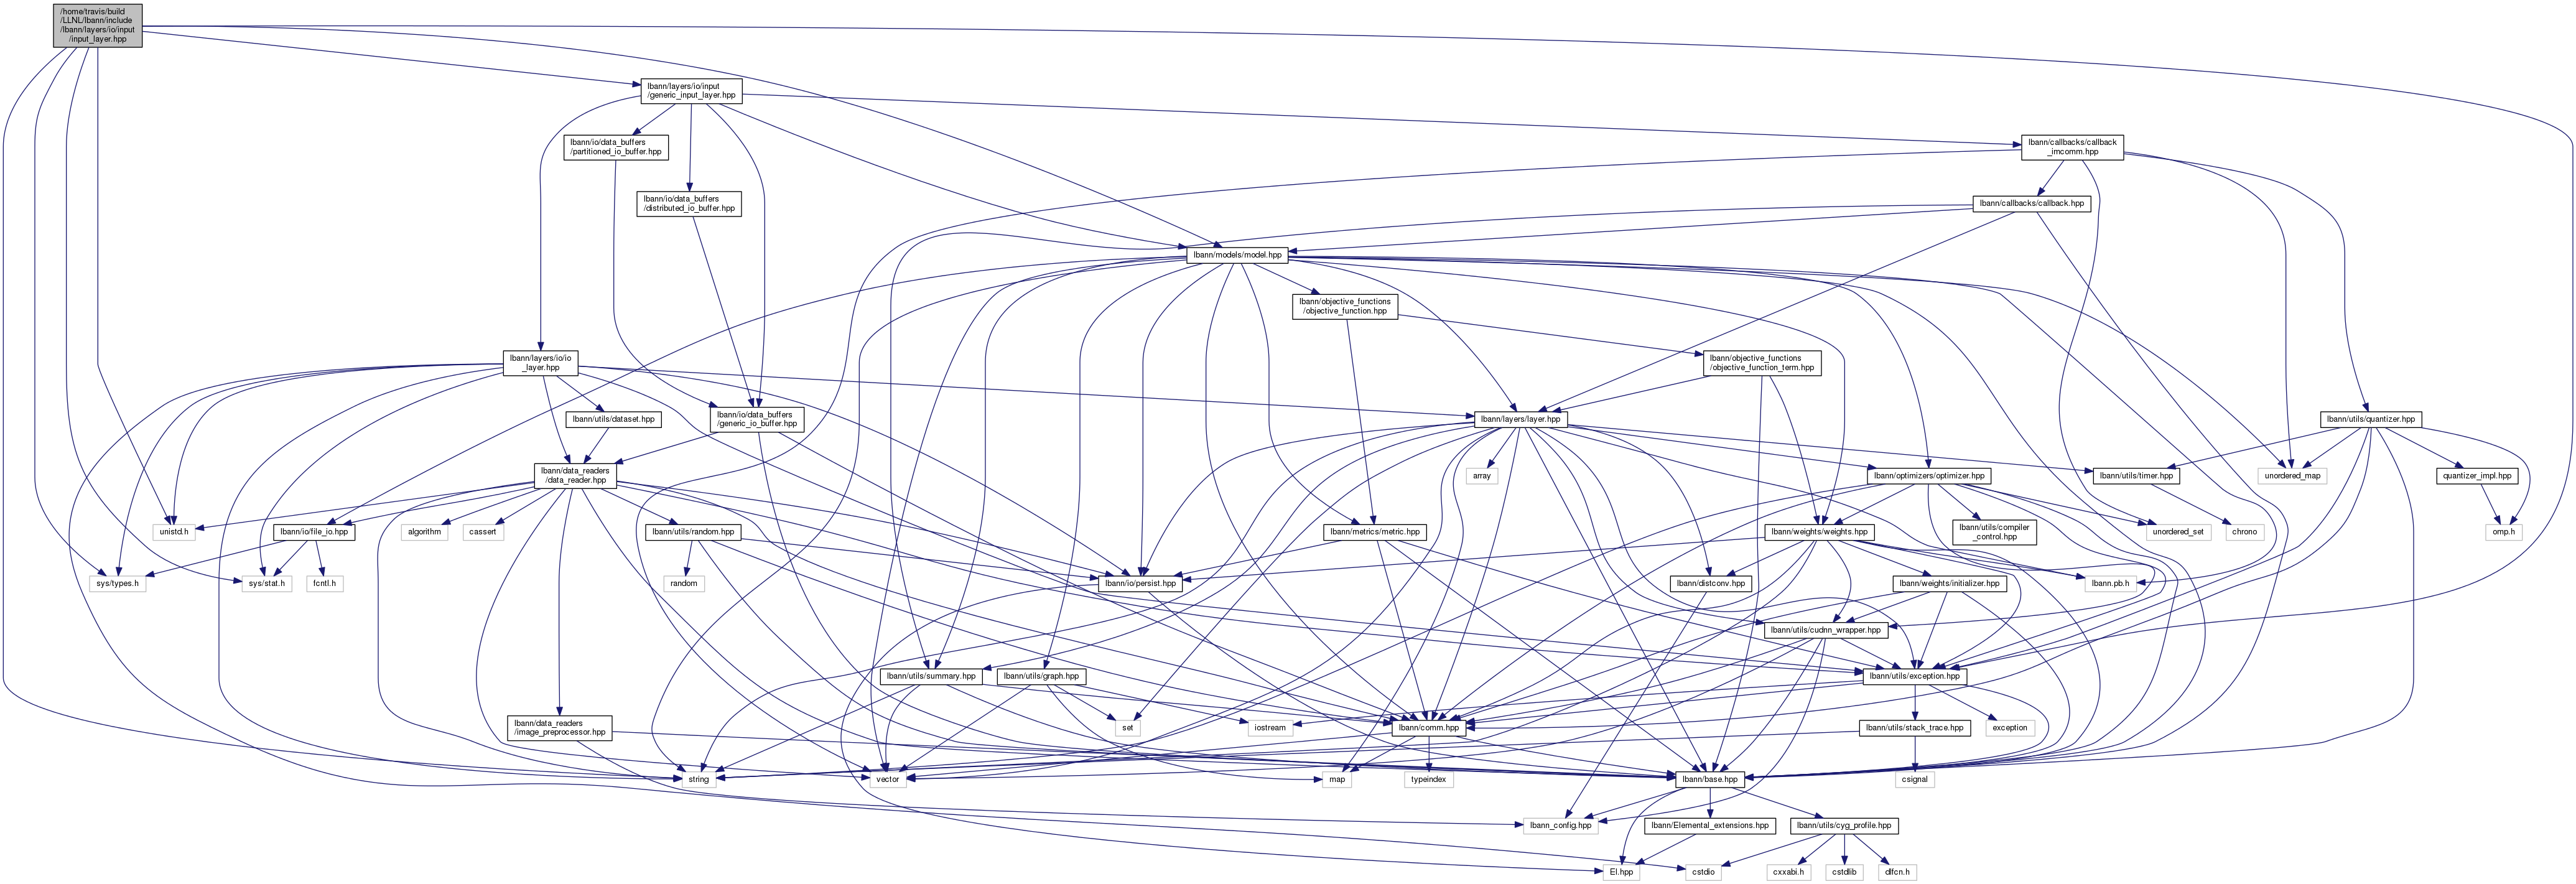 /home/travis/build
/LLNL/lbann/include
/lbann/layers/io/input
/input_layer.hpp
lbann/layers/io/input
/generic_input_layer.hpp
lbann/io/data_buffers
/partitioned_io_buffer.hpp
lbann/callbacks/callback
_imcomm.hpp
lbann/io/data_buffers
/distributed_io_buffer.hpp
lbann/callbacks/callback.hpp
lbann/models/model.hpp
lbann/objective_functions
/objective_function.hpp
lbann/layers/io/io
_layer.hpp
lbann/objective_functions
/objective_function_term.hpp
lbann/utils/dataset.hpp
lbann/io/data_buffers
/generic_io_buffer.hpp
lbann/layers/layer.hpp
lbann/utils/quantizer.hpp
lbann/data_readers
/data_reader.hpp
array
lbann/optimizers/optimizer.hpp
lbann/utils/timer.hpp
unordered_map
quantizer_impl.hpp
unistd.h
lbann/io/file_io.hpp
algorithm
cassert
lbann/utils/random.hpp
lbann/metrics/metric.hpp
lbann/weights/weights.hpp
lbann/utils/compiler
_control.hpp
unordered_set
chrono
omp.h
sys/types.h
sys/stat.h
fcntl.h
random
lbann/io/persist.hpp
lbann/distconv.hpp
lbann/weights/initializer.hpp
lbann.pb.h
lbann/utils/cudnn_wrapper.hpp
lbann/utils/summary.hpp
lbann/utils/graph.hpp
lbann/utils/exception.hpp
lbann/data_readers
/image_preprocessor.hpp
set
iostream
lbann/comm.hpp
lbann/utils/stack_trace.hpp
exception
string
vector
map
typeindex
lbann/base.hpp
csignal
lbann_config.hpp
lbann/Elemental_extensions.hpp
lbann/utils/cyg_profile.hpp
El.hpp
cstdio
cxxabi.h
cstdlib
dlfcn.h